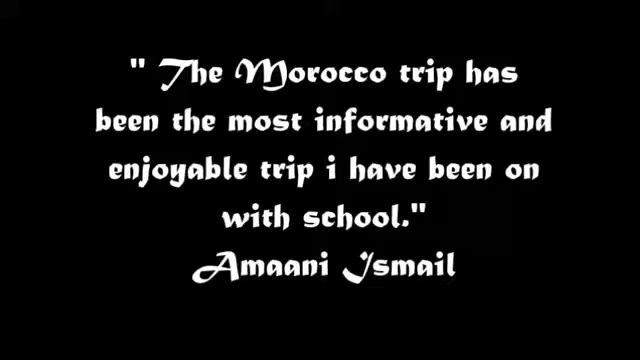 " The Morocco trip has
been the most informative and
enjoyable trip i have been on
with school."
Amaani Ismail